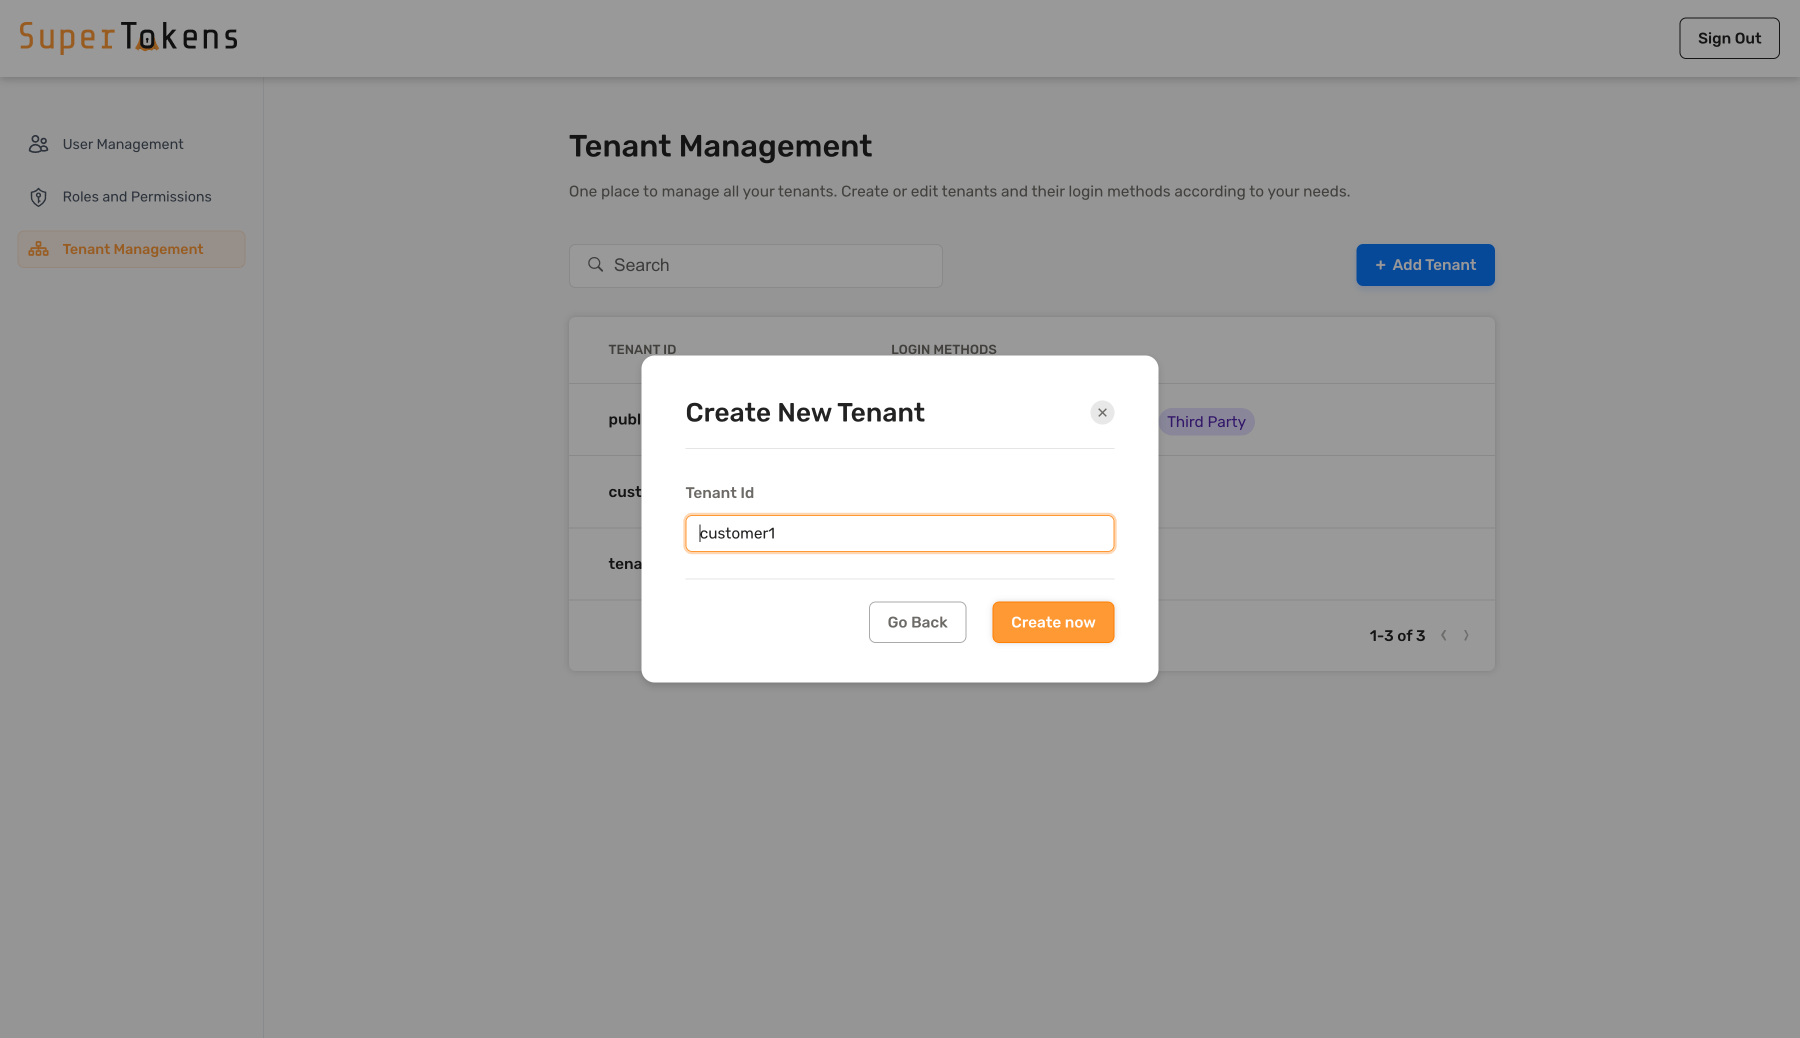 SuperTokens
Sign Out
User Management
Roles and Permissions
Tenant Management
Tenant Management
One place to manage all your tenants. Create or edit tenants and their login methods according to your needs.
Search
+ Add Tenant
TENANT ID
LOGIN METHODS
publ
Third Party
cust
tena
1-3 of 3
Create New Tenant
Tenant Id
customer1
Go Back
Create now